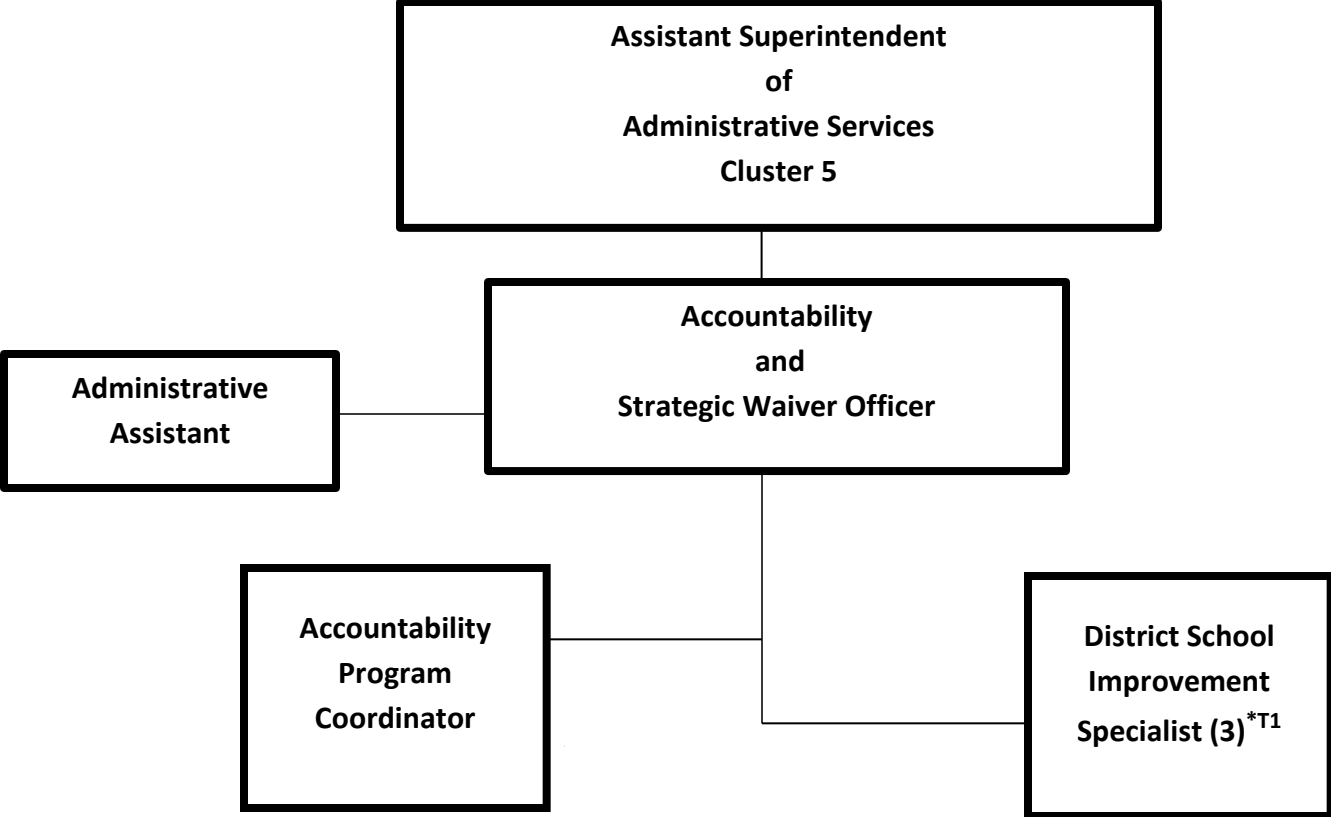 Assistant Superintendent
of
Administrative Services
Cluster 5
Accountability
and
Strategic Waiver Officer
Administrative
Assistant
Accountability
Program
Coordinator
District School
Improvement
Specialist (3)*T1